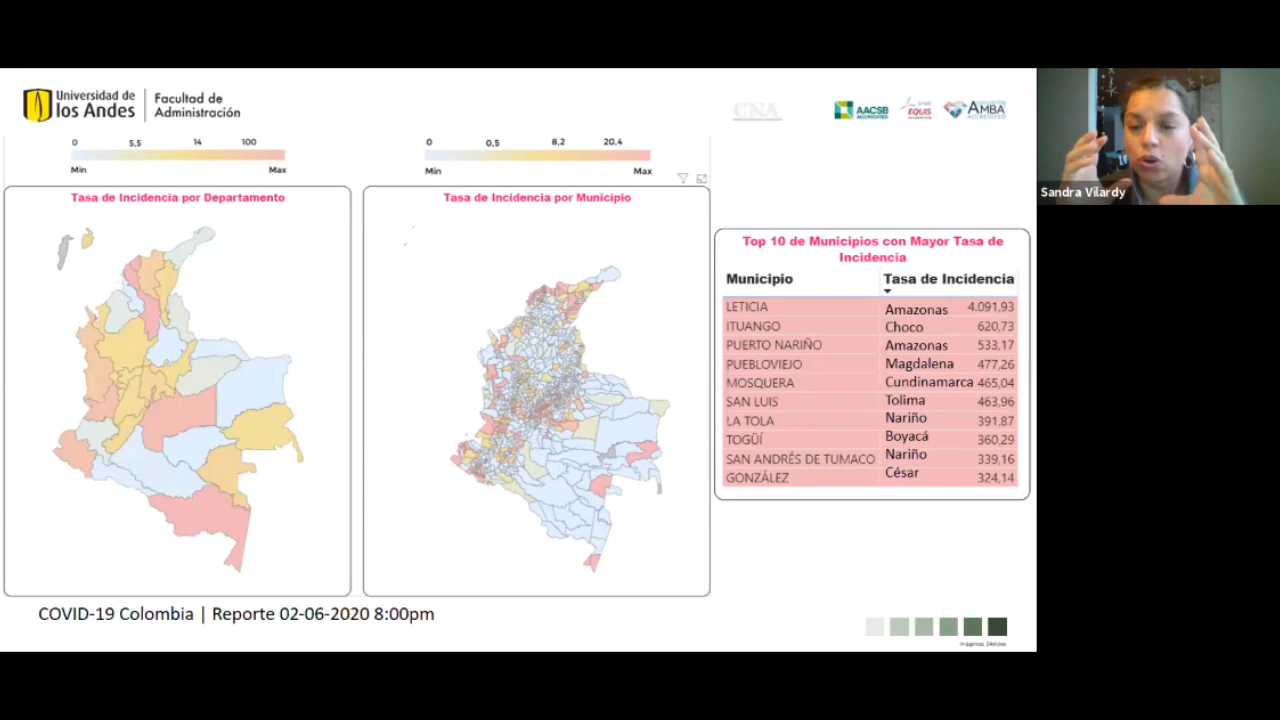 Universidad de
los Andes
Facultad de
Administración
CNA
AACSB
ACCREDITED
EQUIS
AMBA
ACCREDITED
0 5,5 14 100
Min Max
0 0,5 8,2 20,4
Min Max
Tasa de Incidencia por Departamento
Tasa de Incidencia por Municipio
Top 10 de Municipios con Mayor Tasa de
Incidencia
Municipio Tasa de Incidencia
LETICIA Amazonas 4.091,93
ITUANGO Choco 620,73
PUERTO NARIÑO Amazonas 533,17
PUEBLOVIEJO Magdalena 477,26
MOSQUERA Cundinamarca 465,04
SAN LUIS Tolima 463,96
LA TOLA Nariño 391,87
TOGÜÍ Boyacá 360,29
SAN ANDRÉS DE TUMACO Nariño 339,16
GONZÁLEZ César 324,14
COVID-19 Colombia | Reporte 02-06-2020 8:00pm
Sandra Vilardy